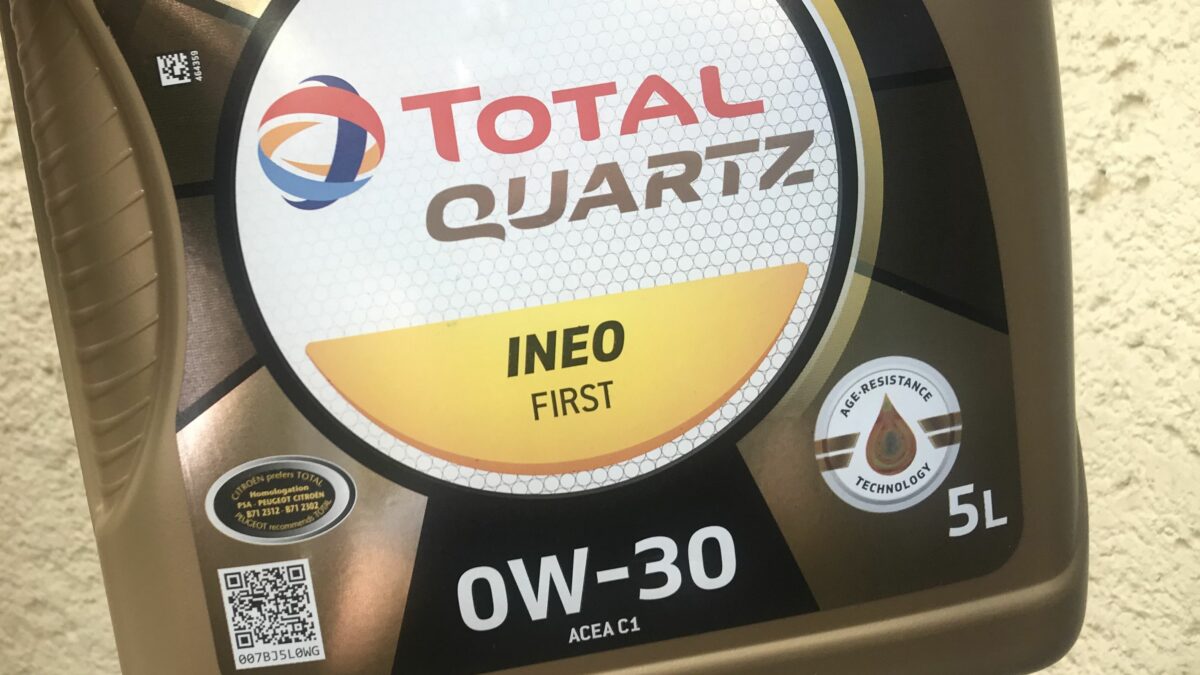 464359
TOTAL
QUARTZ
INEO
FIRST
AGE-RESISTANCE
TECHNOLOGY
5L
CITROËN prefers TOTAL
Homologation
PSA - PEUGEOT CITROËN
B71 2312 - B71 2302
PEUGEOT recommends TOTAL
0W-30
ACEA C1
007BJ5L0WG